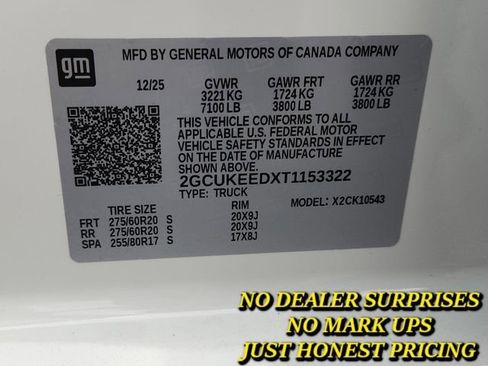 gm
MFD BY GENERAL MOTORS OF CANADA COMPANY
12/25 GVWR GAWR FRT GAWR RR
3221 KG 1724 KG 1724 KG
7100 LB 3800 LB 3800 LB
THIS VEHICLE CONFORMS TO ALL
APPLICABLE U.S. FEDERAL MOTOR
VEHICLE SAFETY STANDARDS IN EFFECT
ON THE DATE OF MANUFACTURE
SHOWN ABOVE.
2GCUKEEDXT1153322
TYPE: TRUCK MODEL: X2CK10543
TIRE SIZE RIM
FRT 275/60R20 S 20X9J
RR 275/60R20 S 20X9J
SPA 255/80R17 S 17X8J
NO DEALER SURPRISES
NO MARK UPS
JUST HONEST PRICING